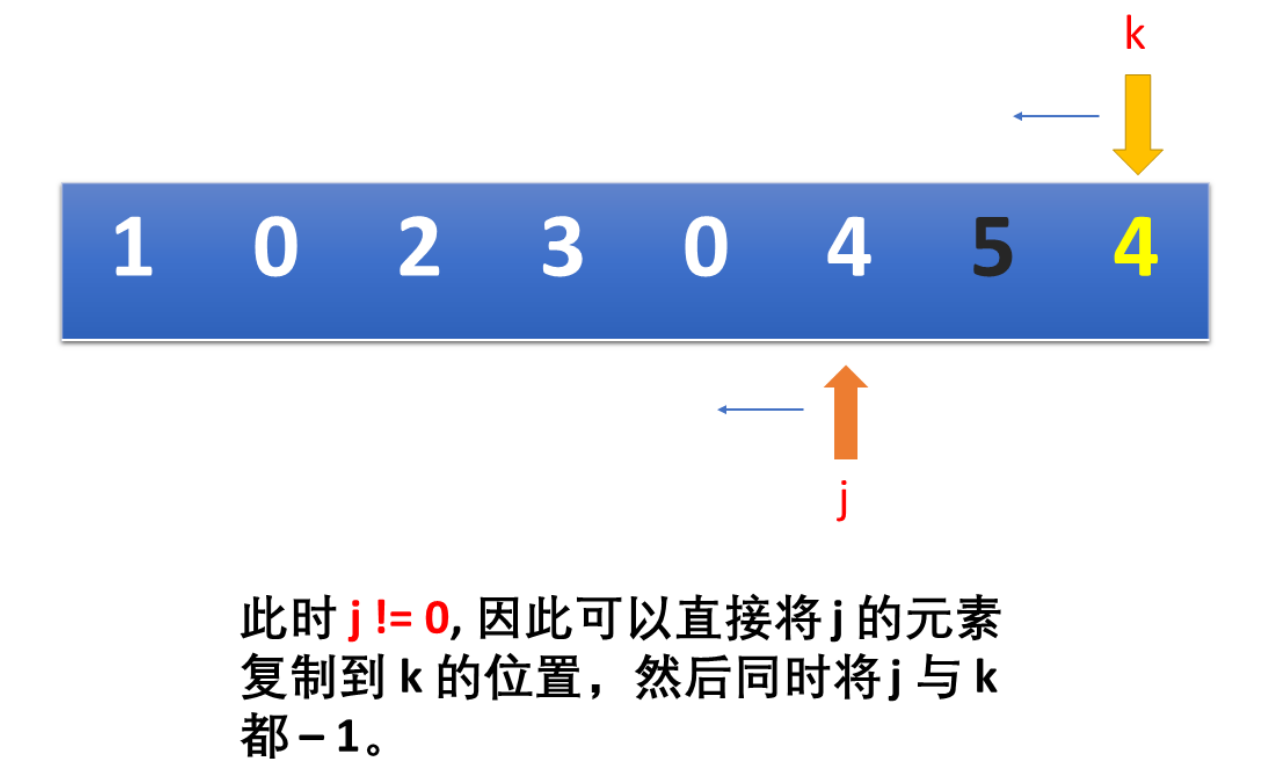 k
1 0 2 3 0 4 5 4
j
此时 j != 0, 因此可以直接将 j 的元素
复制到 k 的位置，然后同时将 j 与 k
都 – 1。